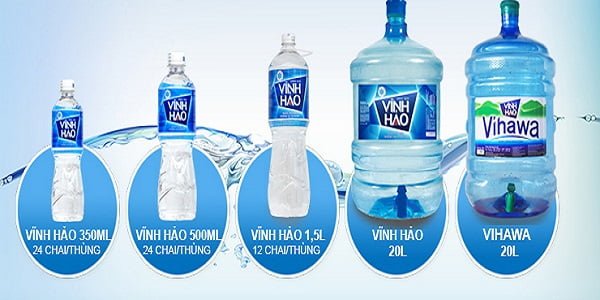 VĨNH
HẢO
VĨNH
HẢO
VĨNH
HẢO
VĨNH
HẢO
VĨNH
HẢO
Vihawa
VĨNH HẢO 350ML
24 CHAI/THÙNG
VĨNH HẢO 500ML
24 CHAI/THÙNG
VĨNH HẢO 1,5L
12 CHAI/THÙNG
VĨNH HẢO
20L
VIHAWA
20L